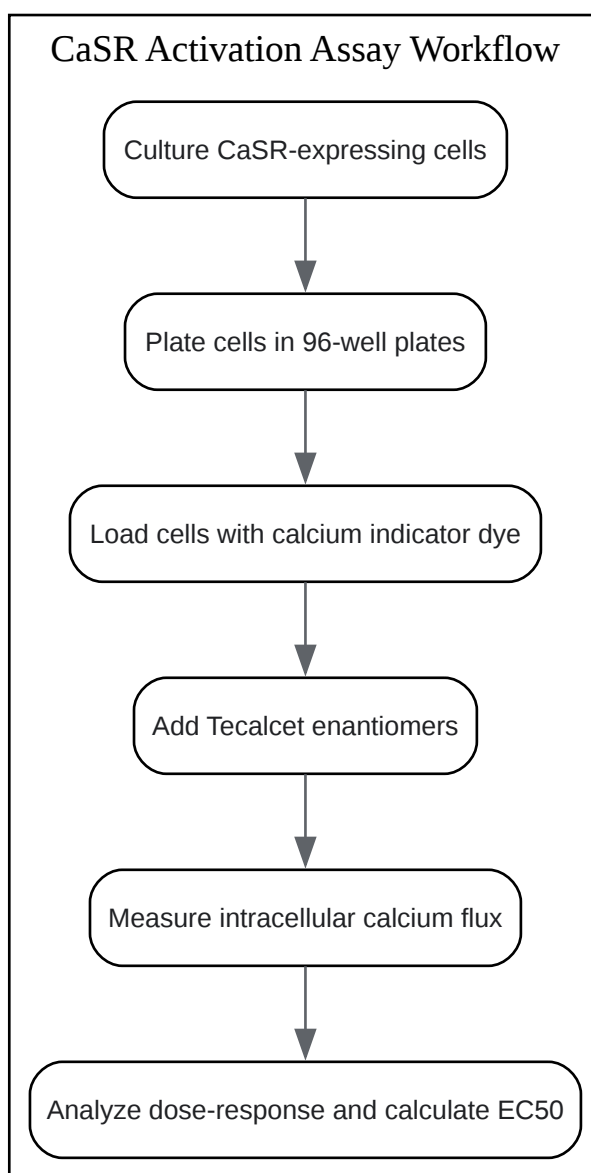 CaSR Activation Assay Workflow
Culture CaSR-expressing cells
Plate cells in 96-well plates
Load cells with calcium indicator dye
Add Tecalcet enantiomers
Measure intracellular calcium flux
Analyze dose-response and calculate EC50